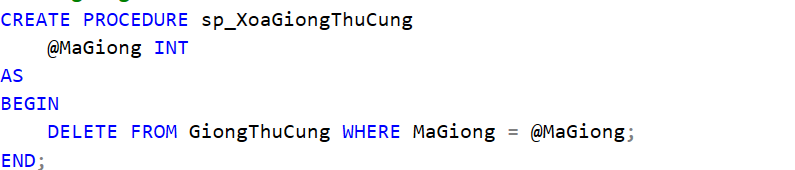 CREATE PROCEDURE sp_XoaGiongThuCung
    @MaGiong INT
AS
BEGIN
    DELETE FROM GiongThuCung WHERE MaGiong = @MaGiong;
END;